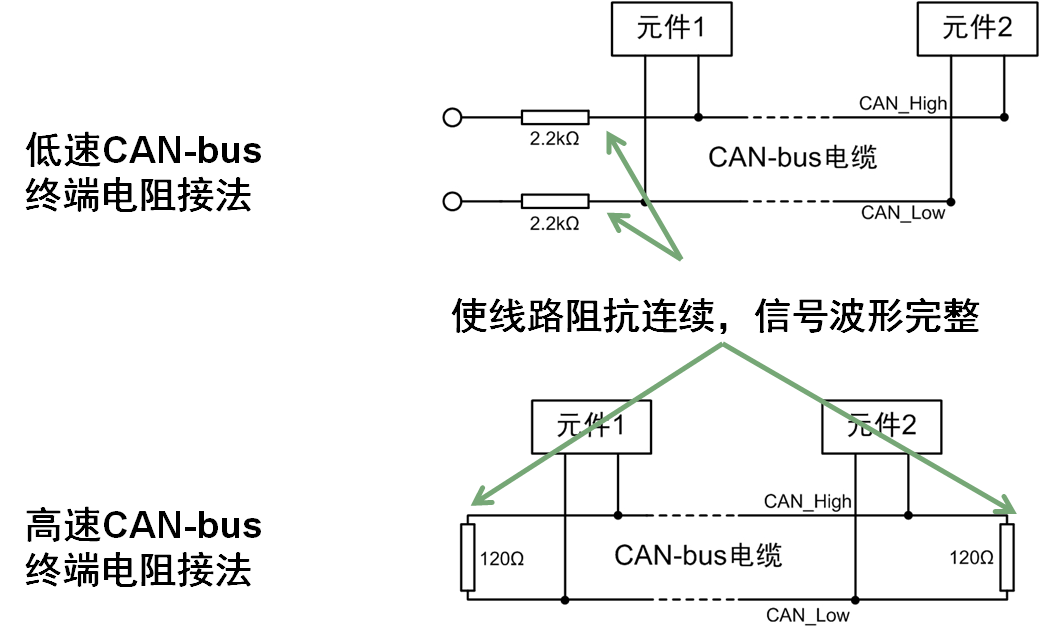 元件1
元件2
CAN_High
2.2kΩ
低速CAN-bus
终端电阻接法
CAN-bus电缆
CAN_Low
2.2kΩ
使线路阻抗连续，信号波形完整
元件1
元件2
CAN_High
高速CAN-bus
终端电阻接法
120Ω
CAN-bus电缆
120Ω
CAN_Low